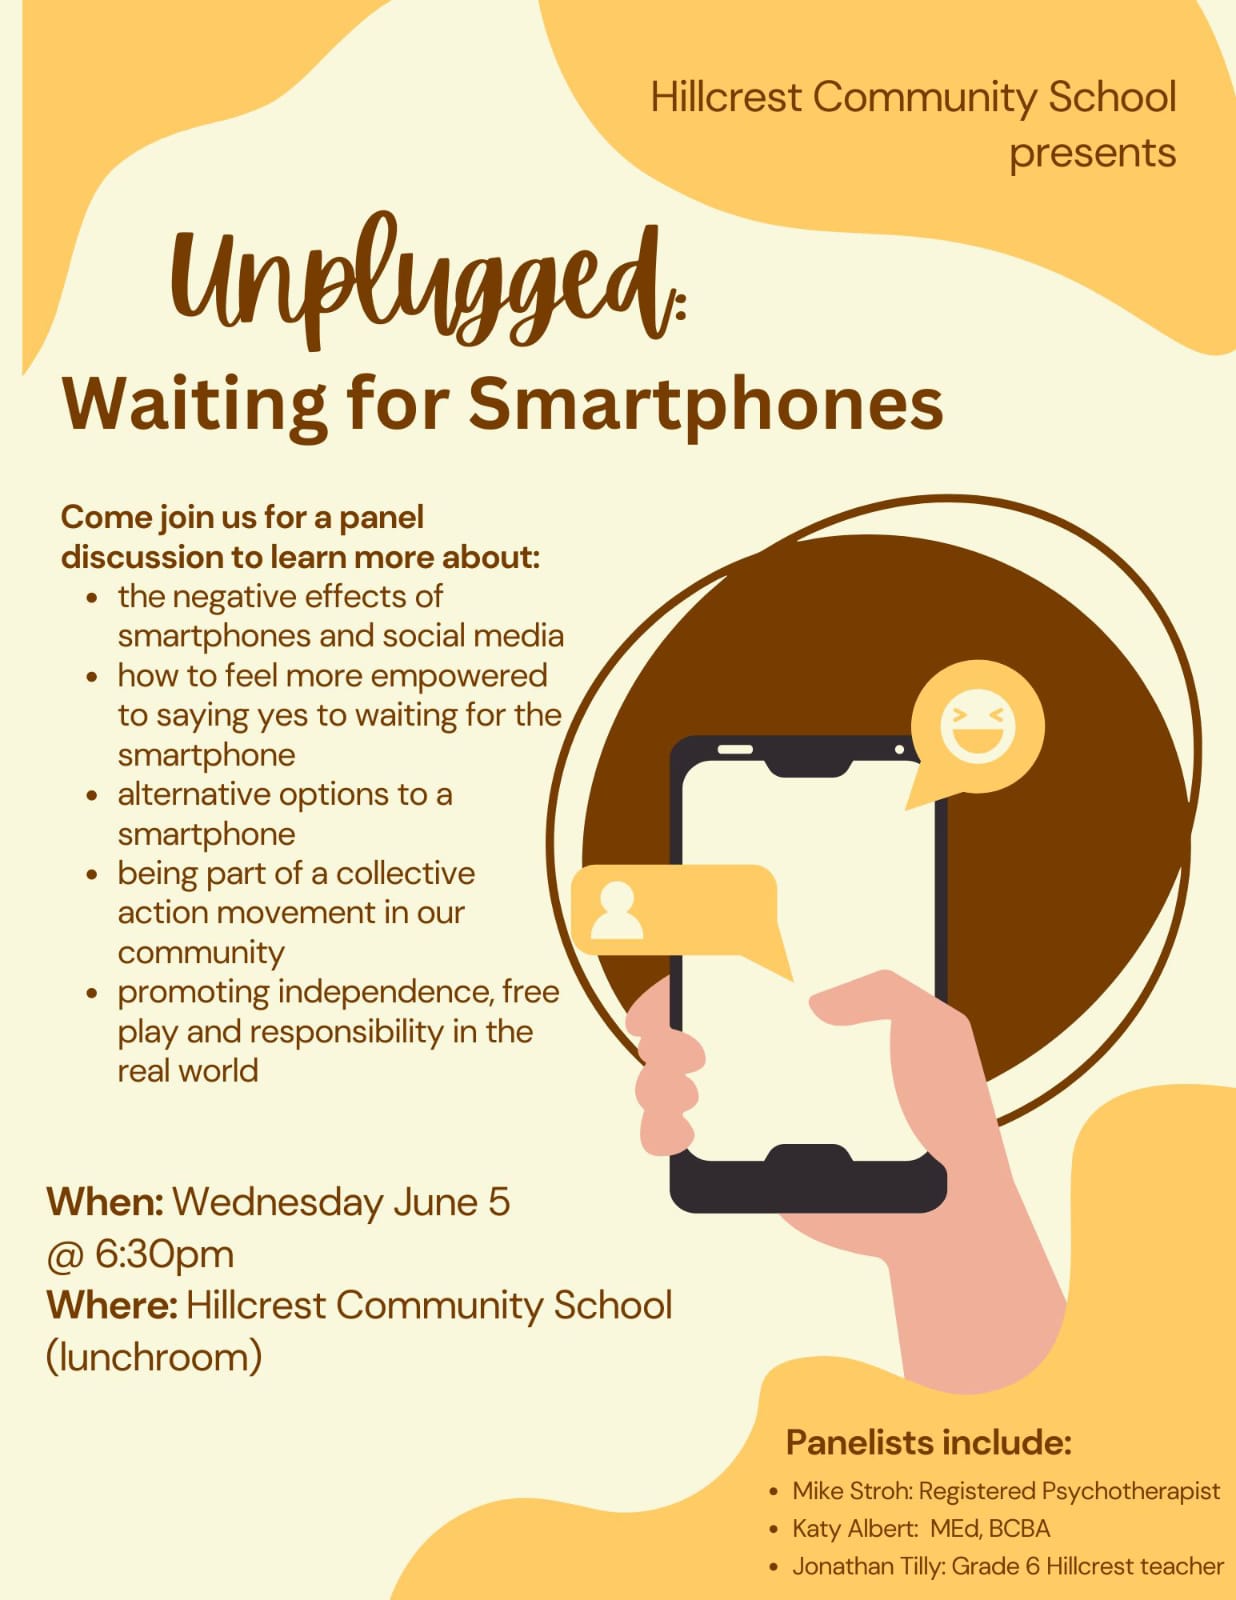 Hillcrest Community School
presents
Unplugged:
Waiting for Smartphones
Come join us for a panel
discussion to learn more about:
• the negative effects of
smartphones and social media
• how to feel more empowered
to saying yes to waiting for the
smartphone
• alternative options to a
smartphone
• being part of a collective
action movement in our
community
• promoting independence, free
play and responsibility in the
real world
When: Wednesday June 5
@ 6:30pm
Where: Hillcrest Community School
(lunchroom)
Panelists include:
• Mike Stroh: Registered Psychotherapist
• Katy Albert: MEd, BCBA
• Jonathan Tilly: Grade 6 Hillcrest teacher